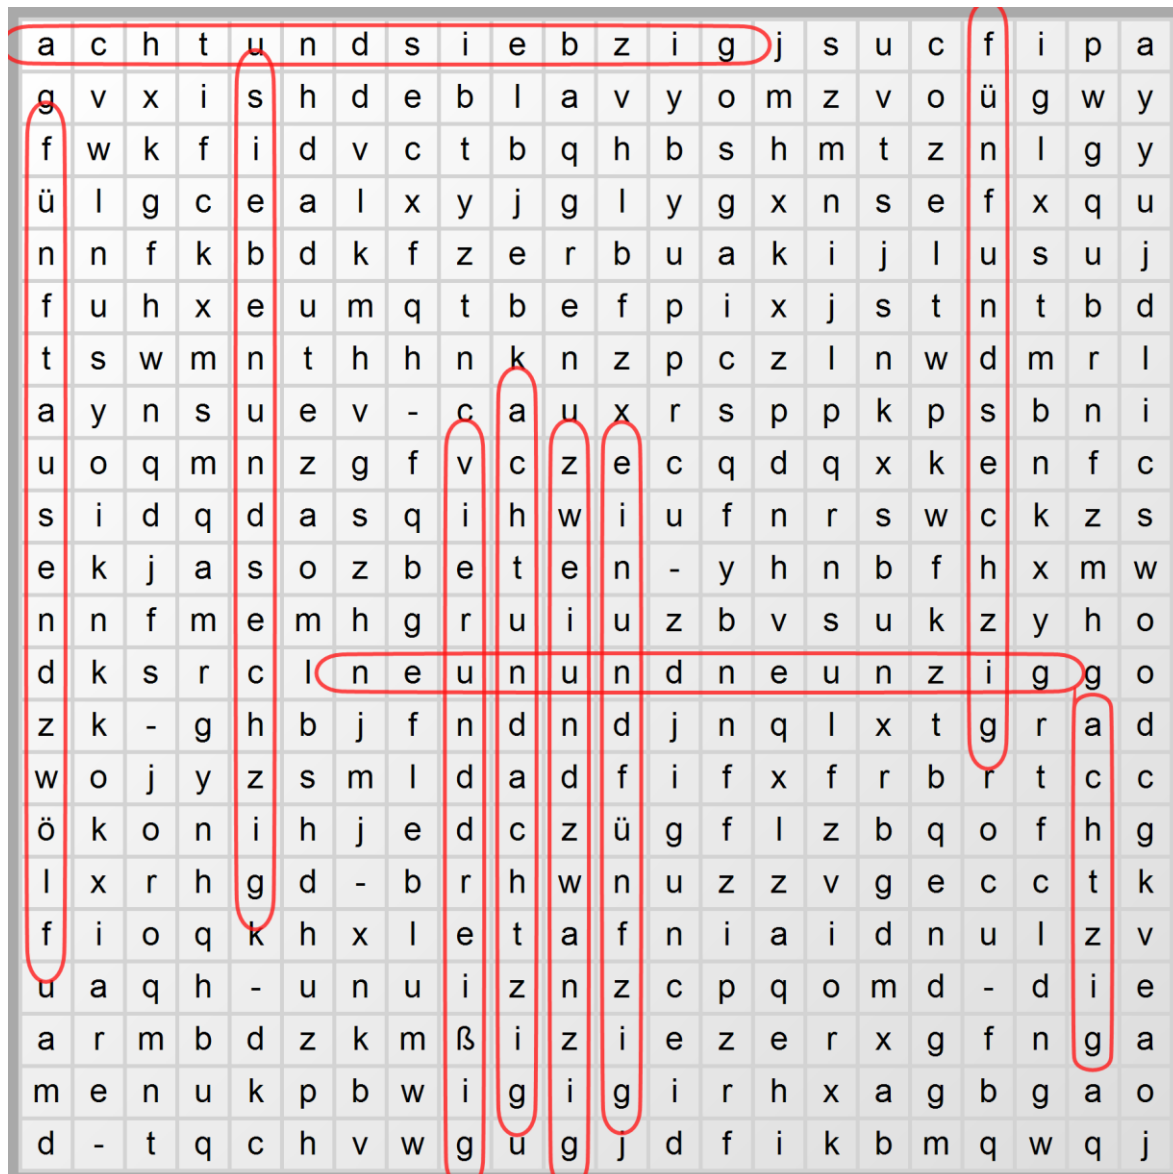 a c h t u n d s i e b z i g j s u c f i p a
g v x i s h d e b l a v y o m z v o ü g w y
f w k f i d v c t b q h b s h m t z n l g y
ü l g c e a l x y j g l y g x n s e f x q u
n n f k b d k f z e r b u a k i j l u s u j
f u h x e u m q t b e f p i x j s t n t b d
t s w m n t h h n k n z p c z l n w d m r l
a y n s u e v - c a u x r s p p k p s b n i
u o q m n z g f v c z e c q d q x k e n f c
s i d q d a s q i h w i u f n r s w c k z s
e k j a s o z b e t e n - y h n b f h x m w
n n f m e m h g r u i u z b v s u k z y h o
d k s r c l n e u n u n d n e u n z i g g o
z k - g h b j f n d n d j n q l x t g r a d
w o j y z s m l d a d f i f x f r b r t c c
ö k o n i h j e d c z ü g f l z b q o f h g
l x r h g d - b r h w n u z z v g e c c t k
f i o q k h x l e t a f n i a i d n u l z v
u a q h - u n u i z n z c p q o m d - d i e
a r m b d z k m ß i z i e z e r x g f n g a
m e n u k p b w i g i g i r h x a g b g a o
d - t q c h v w g u g j d f i k b m q w q j